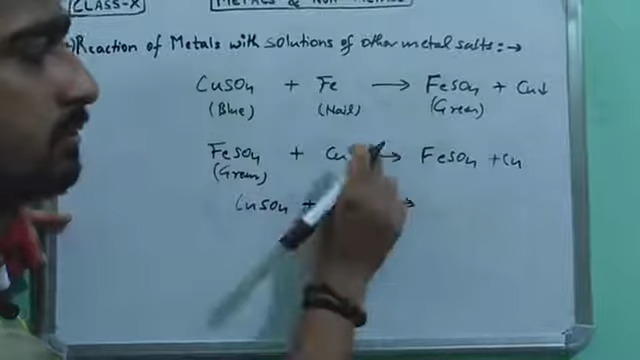 CLASS-X
METALS & NON-METALS
Reaction of Metals with solutions of other metal salts:→
CuSO4 + Fe → FeSO4 + Cu↓
(Blue) (Nail) (Green)
FeSO4 + Cu → FeSO4 + Cu
(Green)
CuSO4 + →